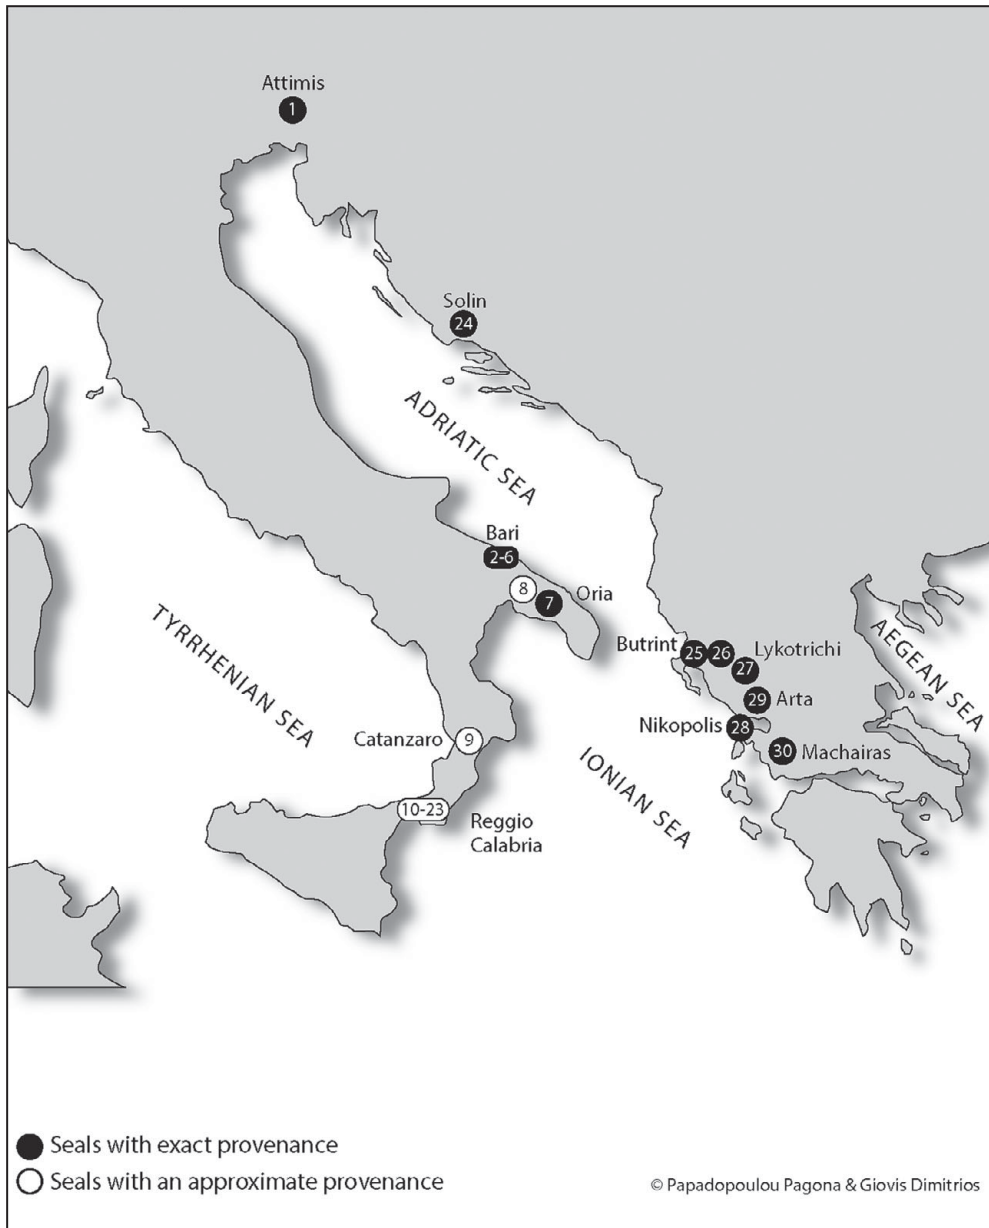 Attimis
1
Solin
24
ADRIATIC SEA
Bari
2-6
8
7
Oria
TYRRHENIAN SEA
Butrint
25
26
Lykotrichi
27
AEGEAN SEA
29
Arta
Nikopolis
28
30
Machairas
Catanzaro
9
IONIAN SEA
10-23
Reggio
Calabria
Seals with exact provenance
Seals with an approximate provenance
© Papadopoulou Pagona & Giovis Dimitrios